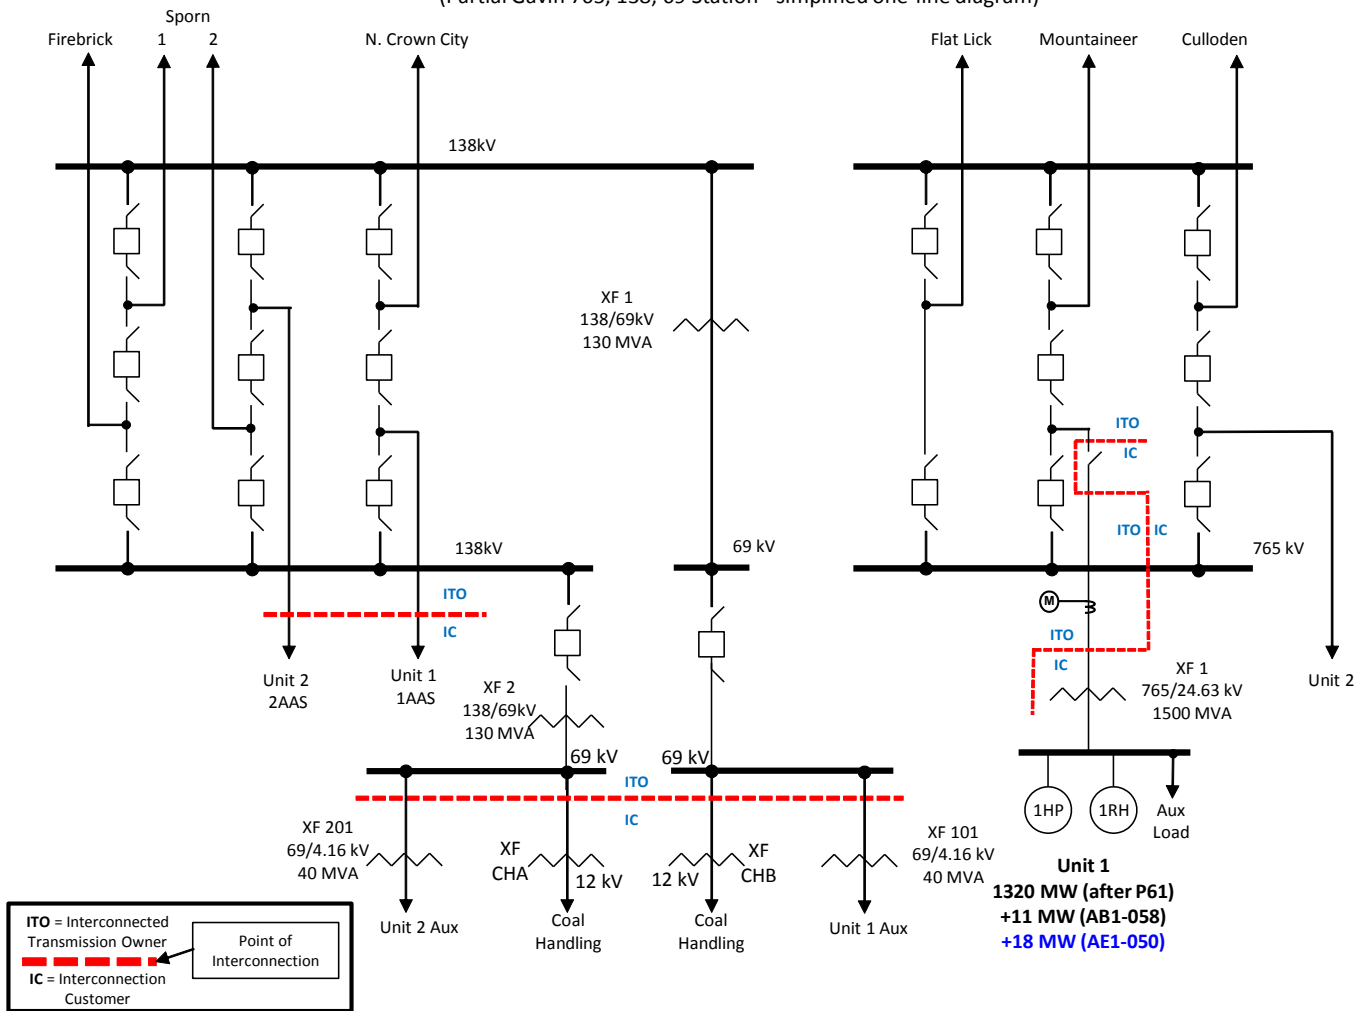 (Partial Gavin 765, 138, 69 Station - simplified one-line diagram)
Sporn
Firebrick
1
2
N. Crown City
Flat Lick
Mountaineer
Culloden
138kV
XF 1
138/69kV
130 MVA
ITO
IC
ITO
IC
138kV
69 kV
765 kV
ITO
IC
M
ITO
IC
Unit 2
2AAS
Unit 1
1AAS
XF 2
138/69kV
130 MVA
XF 1
765/24.63 kV
1500 MVA
Unit 2
69 kV
69 kV
ITO
IC
1HP
1RH
Aux
Load
XF 201
69/4.16 kV
40 MVA
XF
CHA
12 kV
12 kV
XF
CHB
XF 101
69/4.16 kV
40 MVA
Unit 2 Aux
Coal
Handling
Coal
Handling
Unit 1 Aux
Unit 1
1320 MW (after P61)
+11 MW (AB1-058)
+18 MW (AE1-050)
ITO = Interconnected
Transmission Owner
IC = Interconnection
Customer
Point of
Interconnection